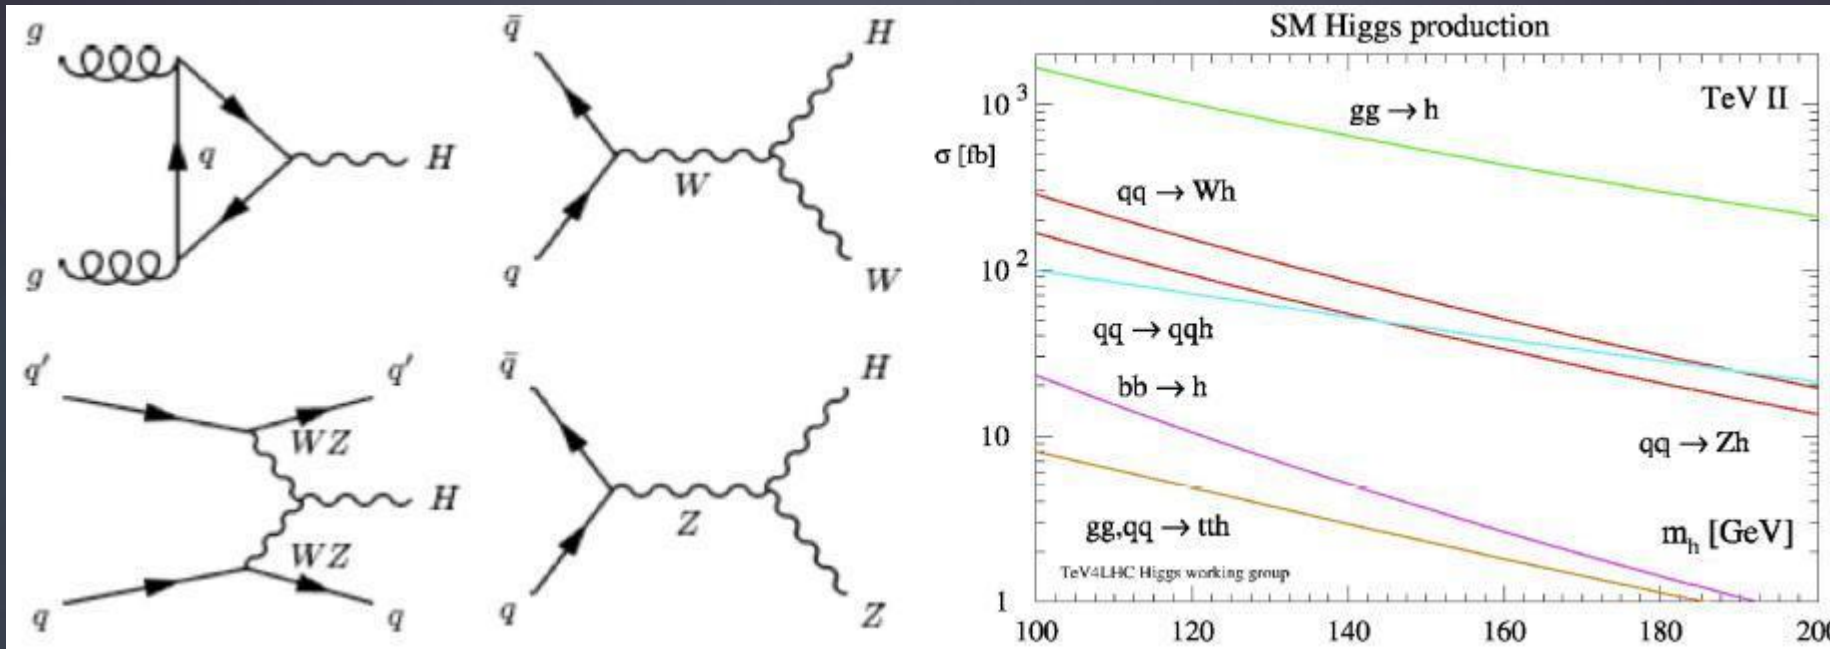 g
q
H
g
q̄
H
W
q
W
q'
q'
WZ
H
WZ
q
q
q̄
H
Z
q
Z
SM Higgs production
TeV II
σ [fb]
10³
10²
10
1
gg → h
qq → Wh
qq → qqh
bb → h
qq → Zh
gg,qq → tth
m_h [GeV]
TeV4LHC Higgs working group
100 120 140 160 180 200